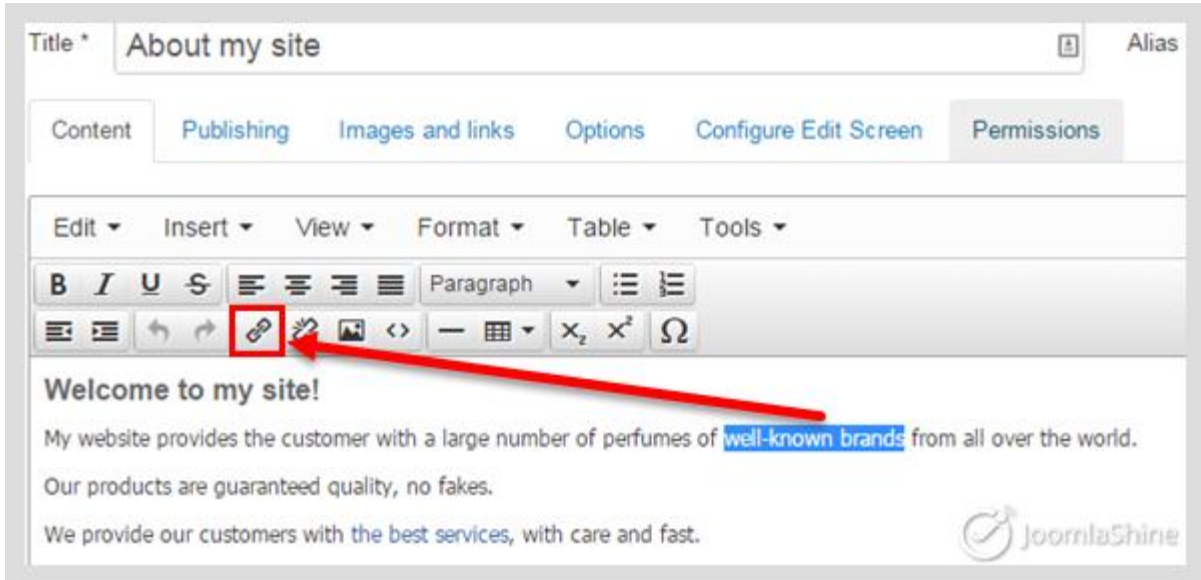 Title * About my site Alias
Content Publishing Images and links Options Configure Edit Screen Permissions
Edit Insert View Format Table Tools
B I U S Paragraph
X₂ X² Ω
Welcome to my site!
My website provides the customer with a large number of perfumes of well-known brands from all over the world.
Our products are guaranteed quality, no fakes.
We provide our customers with the best services, with care and fast.
JoomlaShine